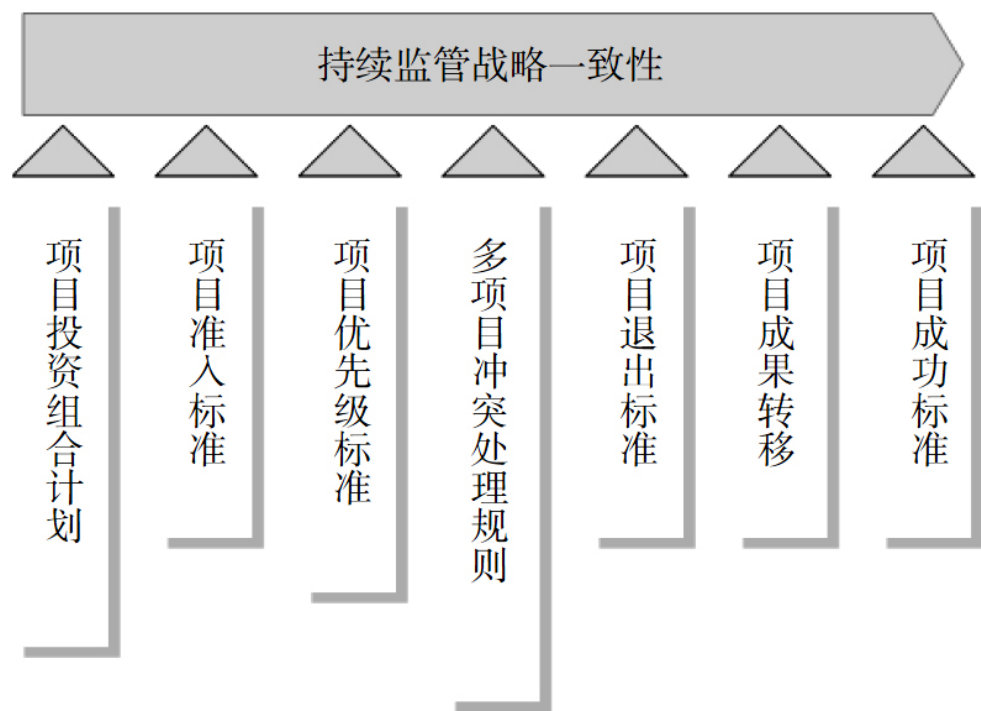 持续监管战略一致性
项目投资组合计划
项目准入标准
项目优先级标准
多项目冲突处理规则
项目退出标准
项目成果转移
项目成功标准